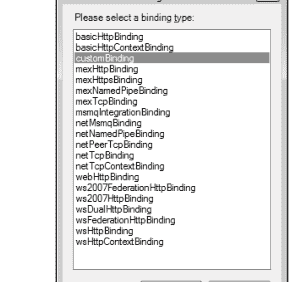 Please select a binding type:
basicHttpBinding
basicHttpContextBinding
customBinding
mexHttpBinding
mexHttpsBinding
mexNamedPipeBinding
mexTcpBinding
msmqIntegrationBinding
netMsmqBinding
netNamedPipeBinding
netPeerTcpBinding
netTcpBinding
netTcpContextBinding
webHttpBinding
ws2007FederationHttpBinding
ws2007HttpBinding
wsDualHttpBinding
wsFederationHttpBinding
wsHttpBinding
wsHttpContextBinding